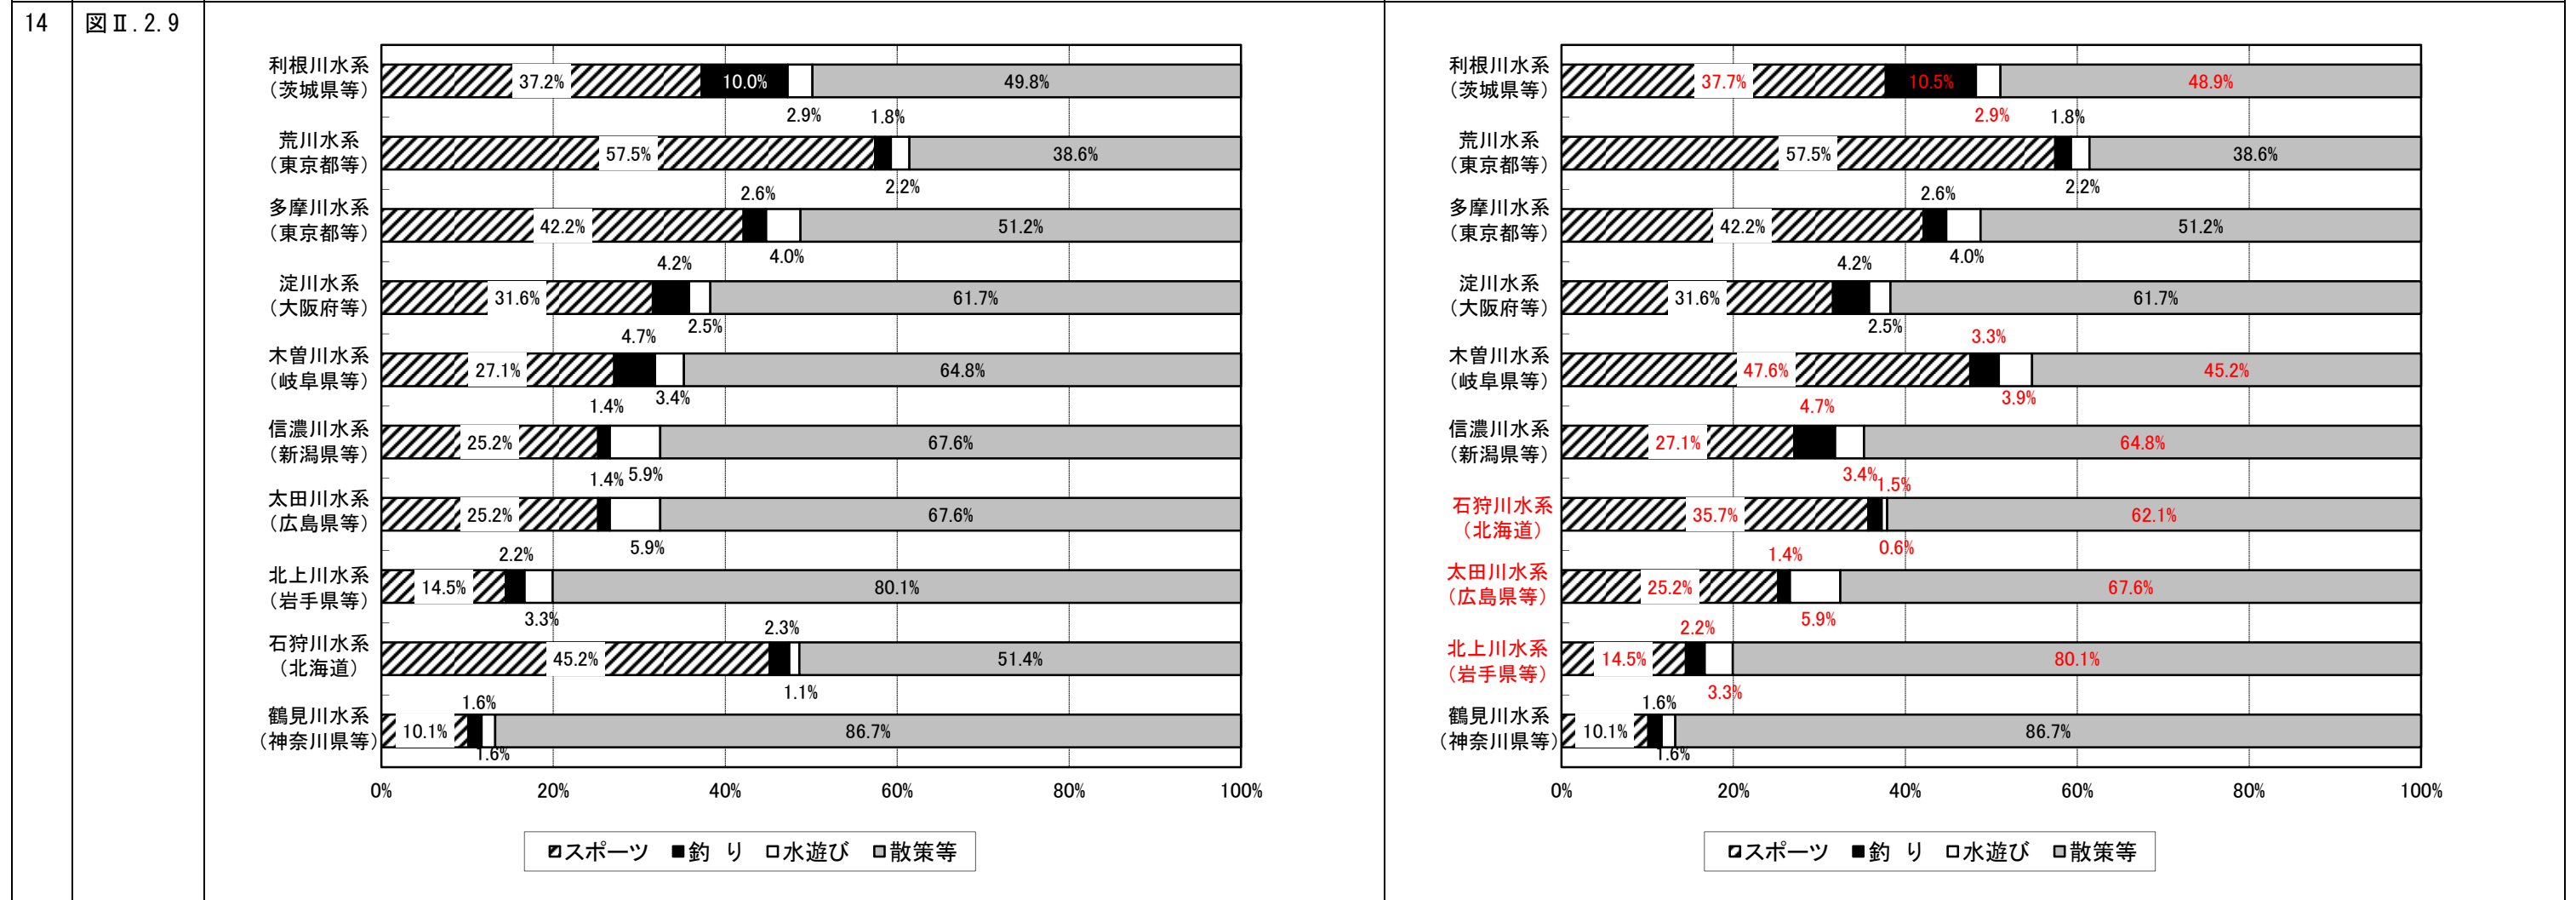 14
図Ⅱ.2.9
利根川水系
(茨城県等)
37.2%
10.0%
49.8%
2.9%
1.8%
荒川水系
(東京都等)
57.5%
38.6%
2.6%
2.2%
多摩川水系
(東京都等)
42.2%
51.2%
4.2%
4.0%
淀川水系
(大阪府等)
31.6%
61.7%
4.7%
2.5%
木曽川水系
(岐阜県等)
27.1%
64.8%
1.4%
3.4%
信濃川水系
(新潟県等)
25.2%
67.6%
1.4%
5.9%
太田川水系
(広島県等)
25.2%
67.6%
2.2%
5.9%
北上川水系
(岩手県等)
14.5%
80.1%
3.3%
2.3%
石狩川水系
(北海道)
45.2%
51.4%
1.6%
1.1%
鶴見川水系
(神奈川県等)
10.1%
86.7%
1.6%
0%
20%
40%
60%
80%
100%
スポーツ 釣 り 水遊び 散策等
利根川水系
(茨城県等)
37.7%
10.5%
48.9%
2.9%
1.8%
荒川水系
(東京都等)
57.5%
38.6%
2.6%
2.2%
多摩川水系
(東京都等)
42.2%
51.2%
4.2%
4.0%
淀川水系
(大阪府等)
31.6%
61.7%
2.5%
3.3%
木曽川水系
(岐阜県等)
47.6%
45.2%
4.7%
3.9%
信濃川水系
(新潟県等)
27.1%
64.8%
3.4%
1.5%
石狩川水系
(北海道)
35.7%
62.1%
1.4%
0.6%
太田川水系
(広島県等)
25.2%
67.6%
2.2%
5.9%
北上川水系
(岩手県等)
14.5%
80.1%
1.6%
3.3%
鶴見川水系
(神奈川県等)
10.1%
86.7%
1.6%
0%
20%
40%
60%
80%
100%
スポーツ 釣 り 水遊び 散策等